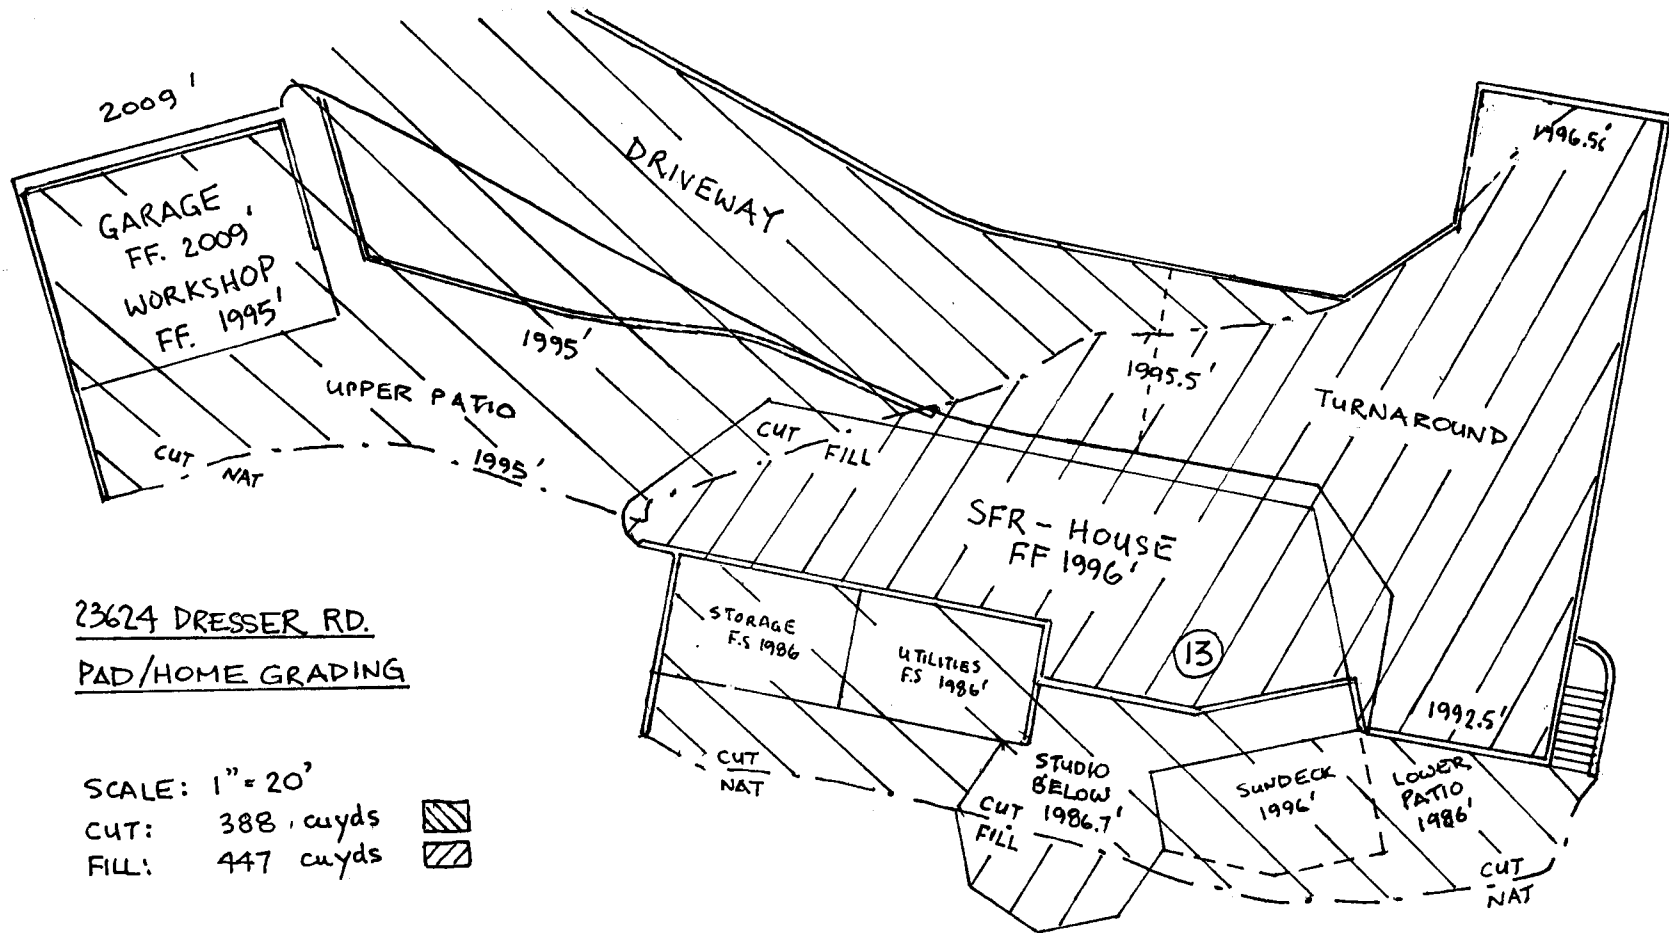 2009'
GARAGE
FF. 2009'
WORKSHOP
FF. 1995'
DRIVEWAY
1996.5'
1995'
UPPER PATIO
1995.5'
TURNAROUND
CUT
NAT
1995'
CUT
FILL
SFR - HOUSE
FF 1996'
13
STORAGE
F.S 1986
UTILITIES
F.S 1986'
1992.5'
CUT
NAT
STUDIO
BELOW
1986.7'
CUT
FILL
SUNDECK
1996'
LOWER
PATIO
1986'
CUT
NAT
23624 DRESSER RD.
PAD/HOME GRADING
SCALE: 1" = 20'
CUT: 388 cuyds
FILL: 447 cuyds